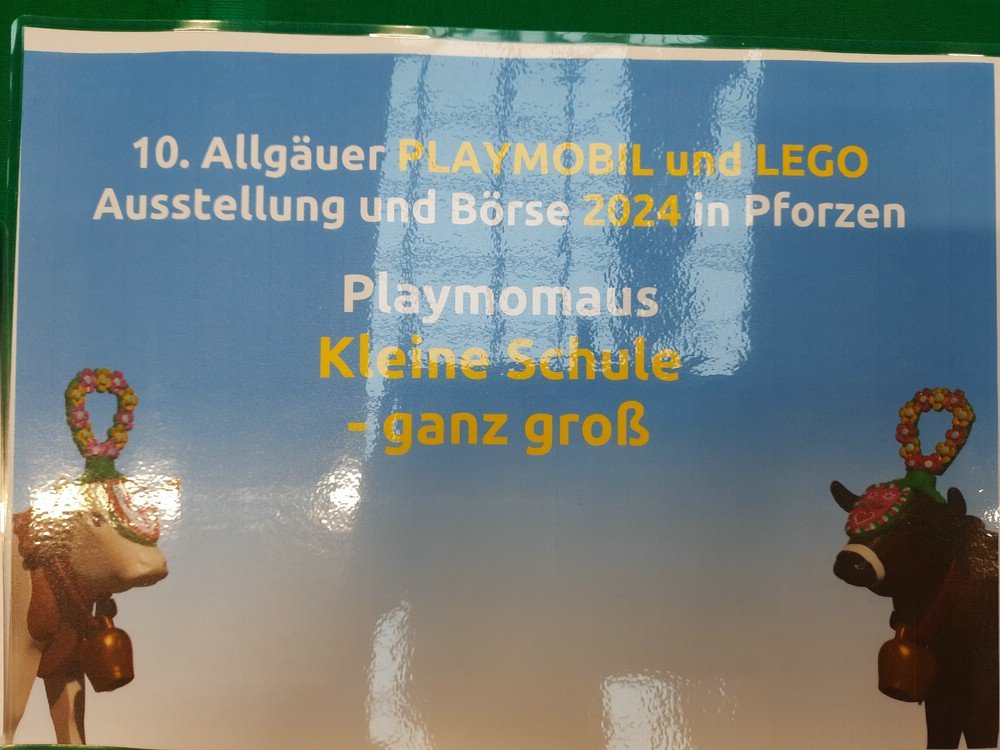 10. Allgäuer PLAYMOBIL und LEGO
Ausstellung und Börse 2024 in Pforzen
Playmomaus
Kleine Schule
- ganz groß